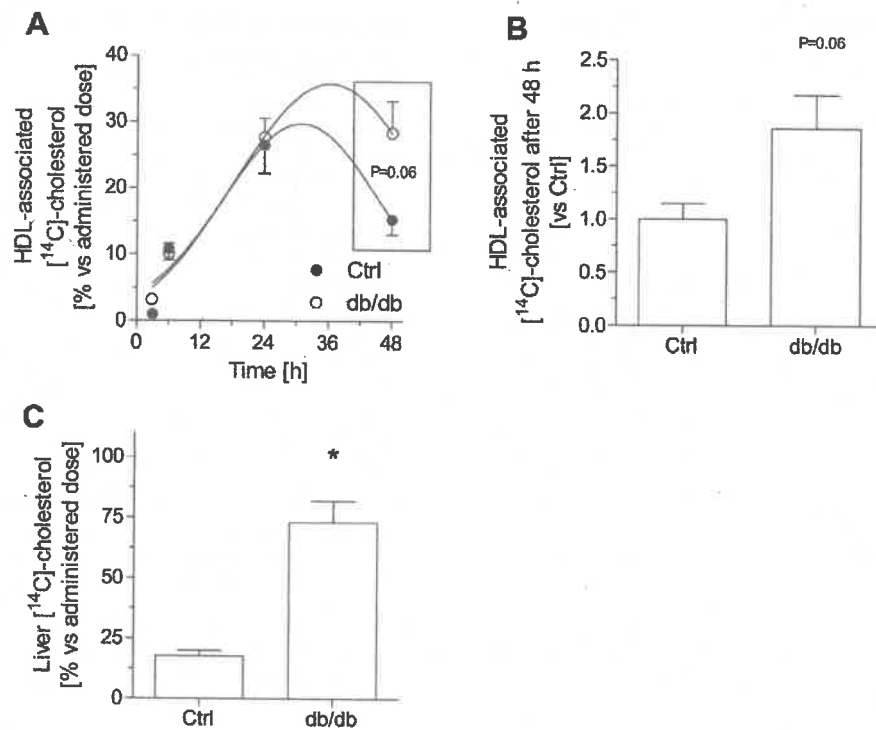 A
HDL-associated
[¹⁴C]-cholesterol
[% vs administered dose]
40
30
20
10
0
P=0.06
Ctrl
db/db
0 12 24 36 48
Time [h]
B
P=0.06
HDL-associated
[¹⁴C]-cholesterol after 48 h
[vs Ctrl]
2.5
2.0
1.5
1.0
0.5
0.0
Ctrl db/db
C
Liver [¹⁴C]-cholesterol
[% vs administered dose]
100
75
50
25
0
*
Ctrl db/db